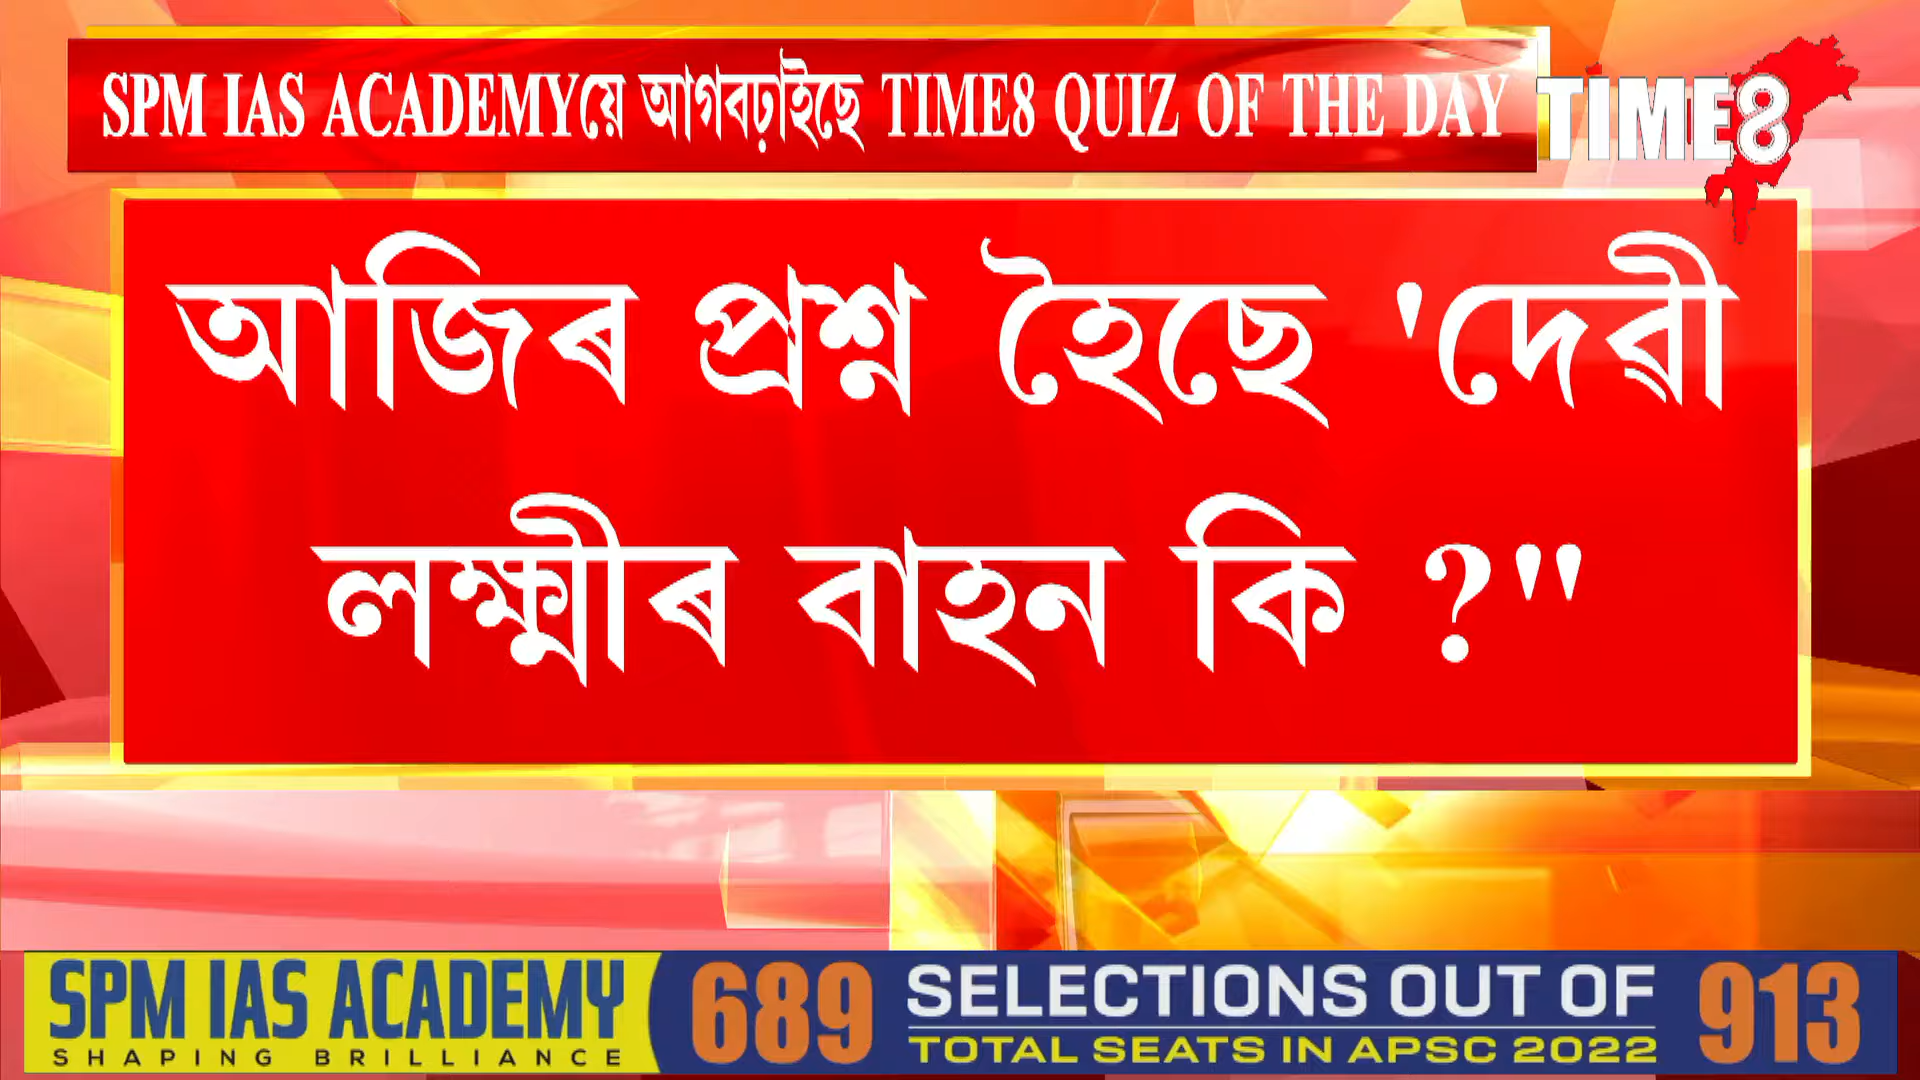 SPM IAS ACADEMYয়ে আগবঢ়াইছে TIME8 QUIZ OF THE DAY
TIME8
আজিৰ প্ৰশ্ন হৈছে 'দেৱী
লক্ষ্মীৰ বাহন কি ?"
SPM IAS ACADEMY
SHAPING BRILLIANCE
689
SELECTIONS OUT OF
TOTAL SEATS IN APSC 2022
913